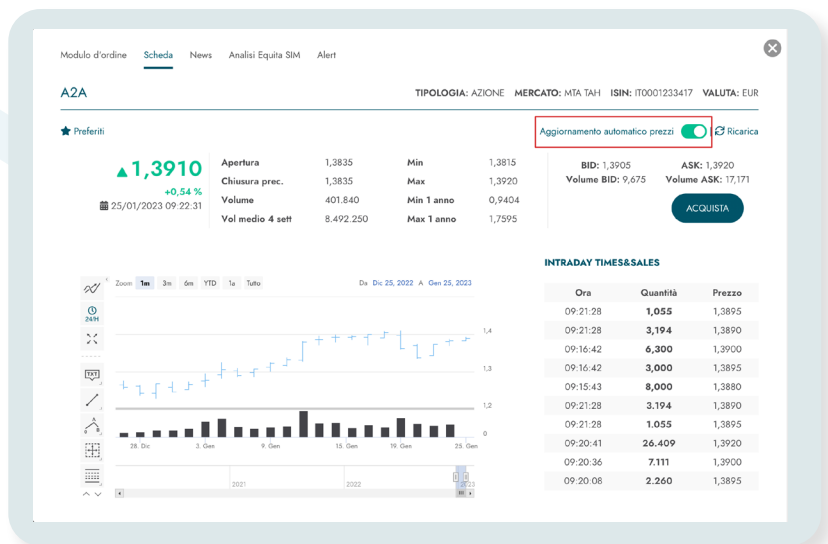 Modulo d'ordine Scheda News Analisi Equita SIM Alert
A2A TIPOLOGIA: AZIONE MERCATO: MTA TAH ISIN: IT0001233417 VALUTA: EUR
Preferiti Aggiornamento automatico prezzi Ricarica
1,3910
+0,54 %
25/01/2023 09:22:31
Apertura 1,3835 Min 1,3815
Chiusura prec. 1,3835 Max 1,3920
Volume 401.840 Min 1 anno 0,9404
Vol medio 4 sett 8.492.250 Max 1 anno 1,7595
BID: 1,3905 ASK: 1,3920
Volume BID: 9,675 Volume ASK: 17,171
ACQUISTA
Zoom 1m 3m 6m YTD 1a Tutto Da Dic 25, 2022 A Gen 25, 2023
24/H
TXT
1,4
1,3
1,2
0
28. Dic 3. Gen 9. Gen 15. Gen 19. Gen 25. Gen
2021 2022 2023
INTRADAY TIMES&SALES
Ora Quantità Prezzo
09:21:28 1,055 1,3895
09:21:28 3,194 1,3890
09:16:42 6,300 1,3900
09:16:42 3,000 1,3895
09:15:43 8,000 1,3880
09:21:28 3.194 1,3890
09:21:28 1.055 1,3895
09:20:41 26.409 1,3920
09:20:36 7.111 1,3900
09:20:08 2.260 1,3895